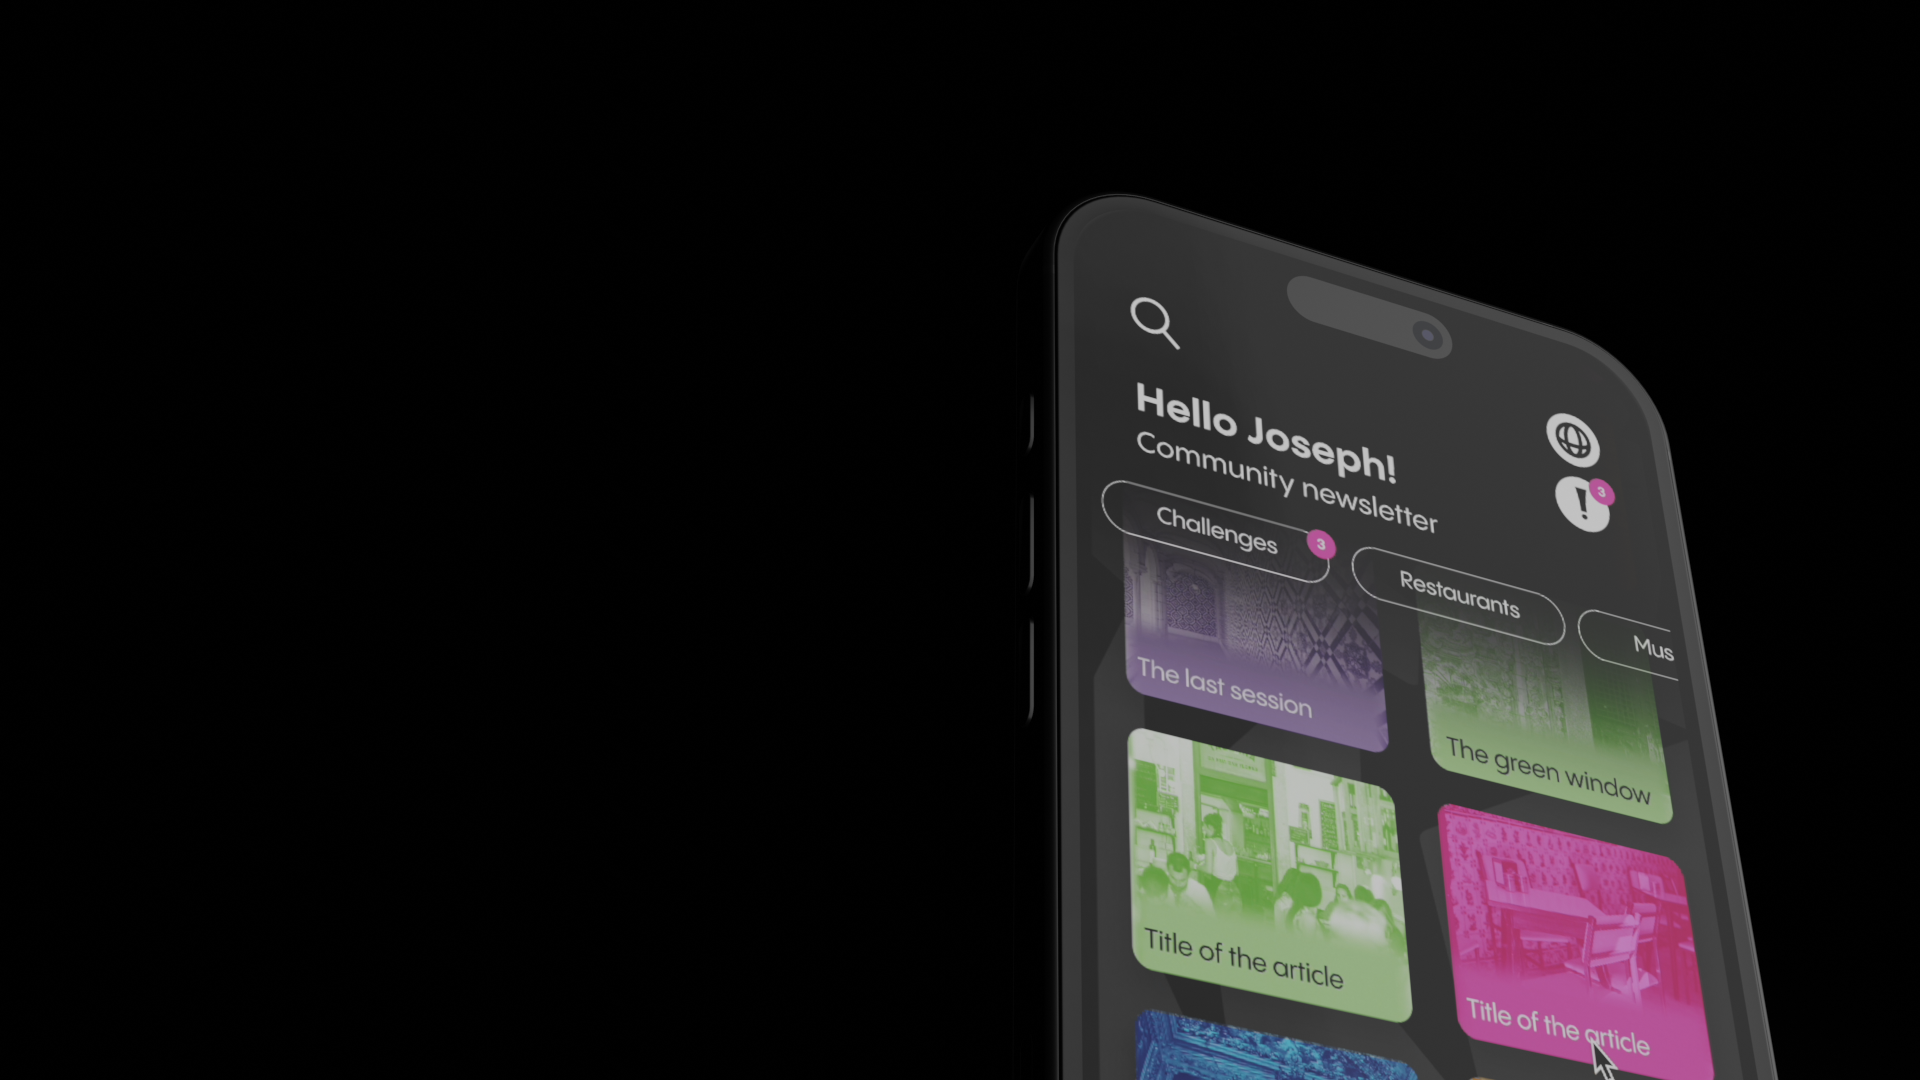 Hello Joseph!
Community newsletter
3
Challenges
3
Restaurants
Mus
The last session
The green window
Title of the article
Title of the article